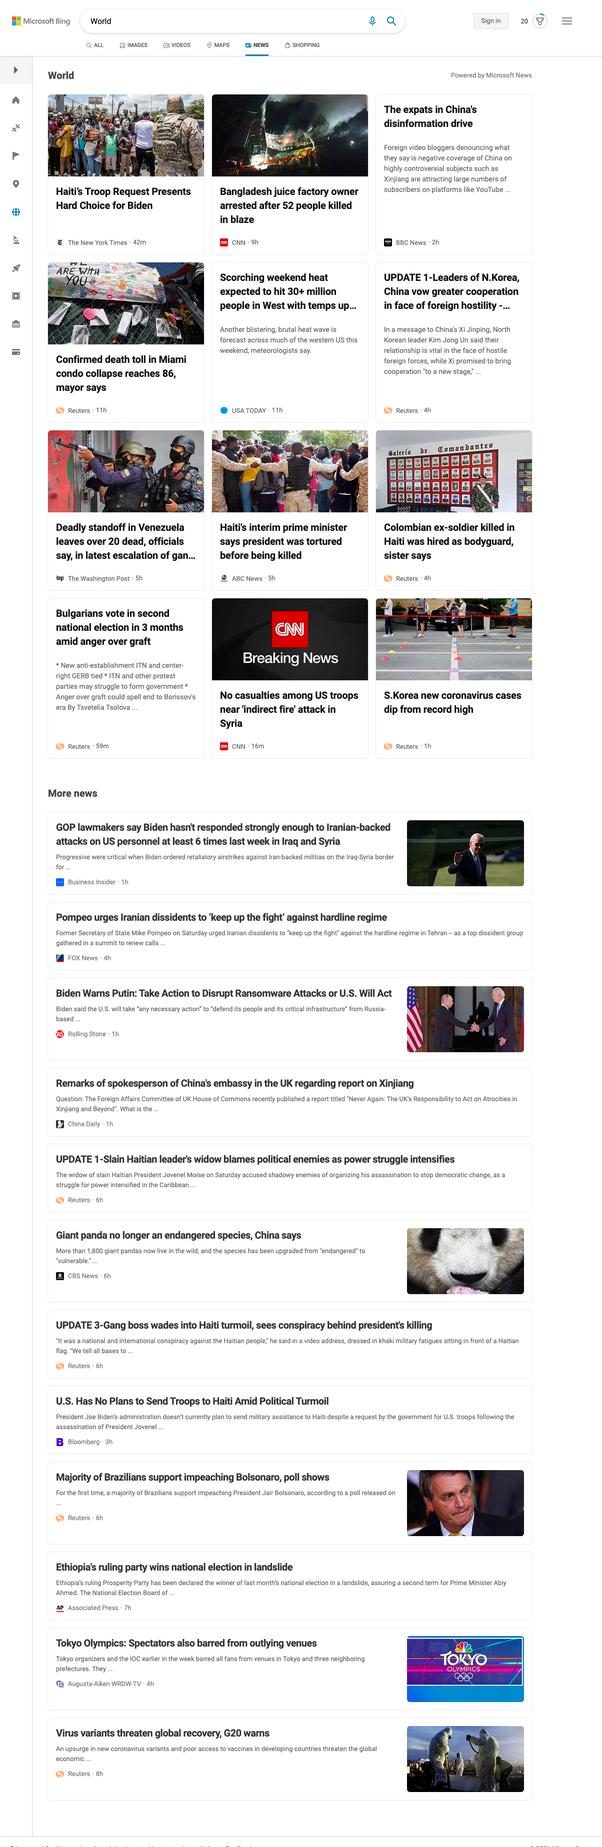 Microsoft Bing
World
Sign in
20
ALL
IMAGES
VIDEOS
MAPS
NEWS
SHOPPING
World
Powered by Microsoft News
Haiti's Troop Request Presents
Hard Choice for Biden
The New York Times · 42m
Bangladesh juice factory owner
arrested after 52 people killed
in blaze
CNN · 9h
The expats in China's
disinformation drive
Foreign video bloggers denouncing what
they say is negative coverage of China on
highly controversial subjects such as
Xinjiang are attracting large numbers of
subscribers on platforms like YouTube ...
BBC News · 2h
WE
ARE WITH
YOU
Confirmed death toll in Miami
condo collapse reaches 86,
mayor says
Reuters · 11h
Scorching weekend heat
expected to hit 30+ million
people in West with temps up...
Another blistering, brutal heat wave is
forecast across much of the western US this
weekend, meteorologists say.
USA TODAY · 11h
UPDATE 1-Leaders of N.Korea,
China vow greater cooperation
in face of foreign hostility -...
In a message to China's Xi Jinping, North
Korean leader Kim Jong Un said their
relationship is vital in the face of hostile
foreign forces, while Xi promised to bring
cooperation "to a new stage," ...
Reuters · 4h
Deadly standoff in Venezuela
leaves over 20 dead, officials
say, in latest escalation of gan...
The Washington Post · 5h
Haiti's interim prime minister
says president was tortured
before being killed
ABC News · 5h
Galería de Comandantes
Colombian ex-soldier killed in
Haiti was hired as bodyguard,
sister says
Reuters · 4h
Bulgarians vote in second
national election in 3 months
amid anger over graft
* New anti-establishment ITN and center-
right GERB tied * ITN and other protest
parties may struggle to form government *
Anger over graft could spell end to Borissov's
era By Tsvetelia Tsolova ...
Reuters · 59m
CNN
Breaking News
No casualties among US troops
near 'indirect fire' attack in
Syria
CNN · 16m
S.Korea new coronavirus cases
dip from record high
Reuters · 1h
More news
GOP lawmakers say Biden hasn't responded strongly enough to Iranian-backed
attacks on US personnel at least 6 times last week in Iraq and Syria
Progressive were critical when Biden ordered retaliatory airstrikes against Iran-backed militias on the Iraq-Syria border
for ...
Business Insider · 1h
Pompeo urges Iranian dissidents to 'keep up the fight' against hardline regime
Former Secretary of State Mike Pompeo on Saturday urged Iranian dissidents to "keep up the fight" against the hardline regime in Tehran -- as a top dissident group
gathered in a summit to renew calls ...
FOX News · 4h
Biden Warns Putin: Take Action to Disrupt Ransomware Attacks or U.S. Will Act
Biden said the U.S. will take "any necessary action" to "defend its people and its critical infrastructure" from Russia-
based ...
Rolling Stone · 1h
Remarks of spokesperson of China's embassy in the UK regarding report on Xinjiang
Question: The Foreign Affairs Committee of UK House of Commons recently published a report titled "Never Again: The UK's Responsibility to Act on Atrocities in
Xinjiang and Beyond". What is the ...
China Daily · 1h
UPDATE 1-Slain Haitian leader's widow blames political enemies as power struggle intensifies
The widow of slain Haitian President Jovenel Moise on Saturday accused shadowy enemies of organizing his assassination to stop democratic change, as a
struggle for power intensified in the Caribbean ...
Reuters · 6h
Giant panda no longer an endangered species, China says
More than 1,800 giant pandas now live in the wild, and the species has been upgraded from "endangered" to
"vulnerable." ...
CBS News · 6h
UPDATE 3-Gang boss wades into Haiti turmoil, sees conspiracy behind president's killing
"It was a national and international conspiracy against the Haitian people," he said in a video address, dressed in khaki military fatigues sitting in front of a Haitian
flag. "We tell all bases to ...
Reuters · 6h
U.S. Has No Plans to Send Troops to Haiti Amid Political Turmoil
President Joe Biden's administration doesn't currently plan to send military assistance to Haiti despite a request by the government for U.S. troops following the
assassination of President Jovenel ...
Bloomberg · 3h
Majority of Brazilians support impeaching Bolsonaro, poll shows
For the first time, a majority of Brazilians support impeaching President Jair Bolsonaro, according to a poll released on
...
Reuters · 6h
Ethiopia's ruling party wins national election in landslide
Ethiopia's ruling Prosperity Party has been declared the winner of last month's national election in a landslide, assuring a second term for Prime Minister Abiy
Ahmed. The National Election Board of ...
AP Associated Press · 7h
Tokyo Olympics: Spectators also barred from outlying venues
Tokyo organizers and the IOC earlier in the week barred all fans from venues in Tokyo and three neighboring
prefectures. They ...
Augusta-Aiken WRDW-TV · 4h
TOKYO
OLYMPICS
Virus variants threaten global recovery, G20 warns
An upsurge in new coronavirus variants and poor access to vaccines in developing countries threaten the global
economic ...
Reuters · 8h